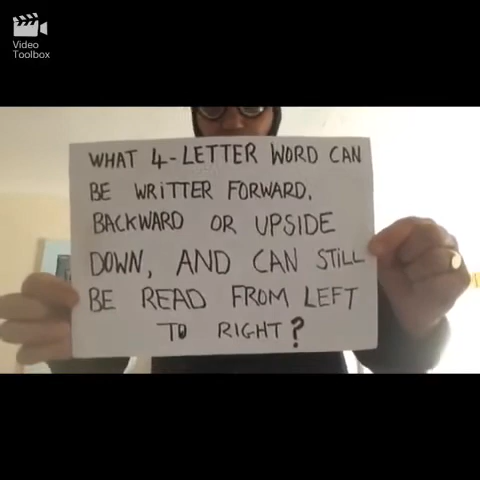 Video
Toolbox
WHAT 4-LETTER WORD CAN
BE WRITTER FORWARD,
BACKWARD OR UPSIDE
DOWN, AND CAN STILL
BE READ FROM LEFT
TO RIGHT?